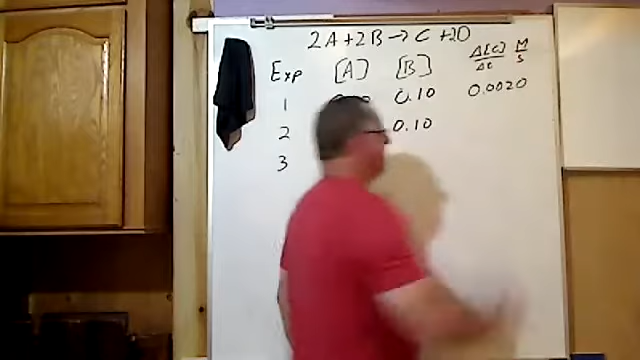 2A+2B→C+2D
Exp [A] [B] Δ[C]/Δt M/s
1 0.10 0.0020
2 0.10
3